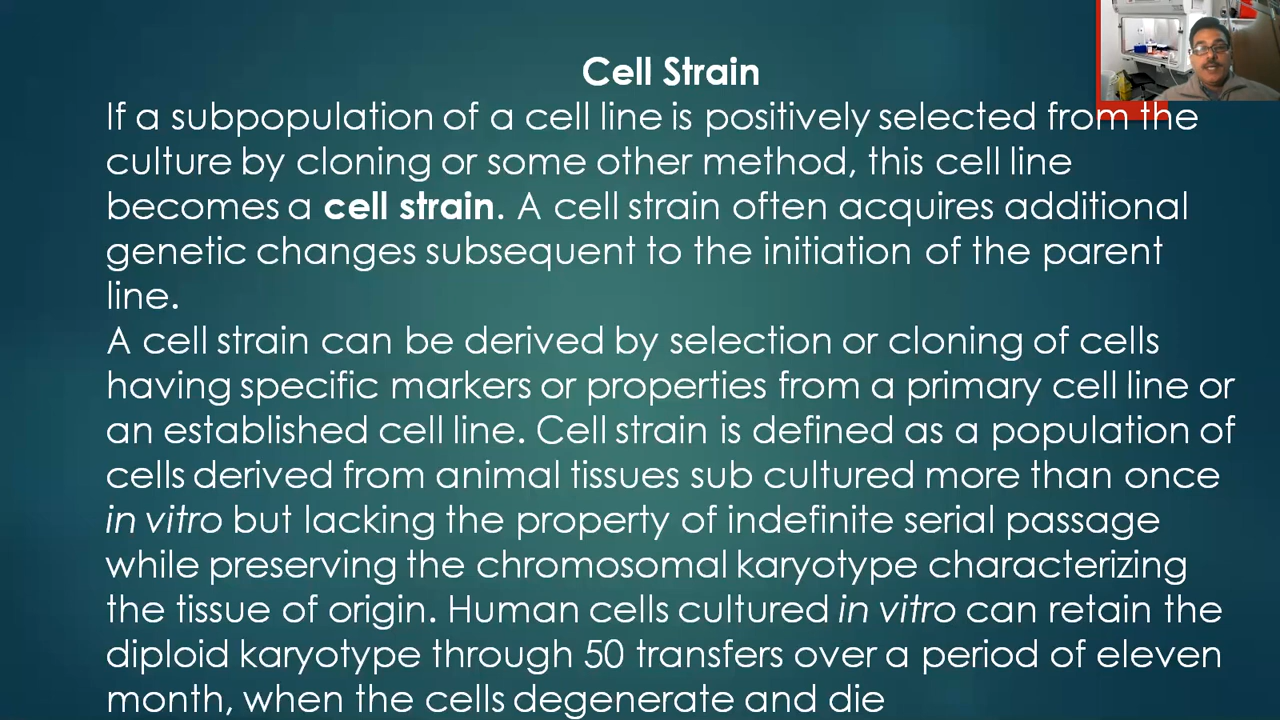 Cell Strain
If a subpopulation of a cell line is positively selected from the
culture by cloning or some other method, this cell line
becomes a cell strain. A cell strain often acquires additional
genetic changes subsequent to the initiation of the parent
line.
A cell strain can be derived by selection or cloning of cells
having specific markers or properties from a primary cell line or
an established cell line. Cell strain is defined as a population of
cells derived from animal tissues sub cultured more than once
in vitro but lacking the property of indefinite serial passage
while preserving the chromosomal karyotype characterizing
the tissue of origin. Human cells cultured in vitro can retain the
diploid karyotype through 50 transfers over a period of eleven
month, when the cells degenerate and die